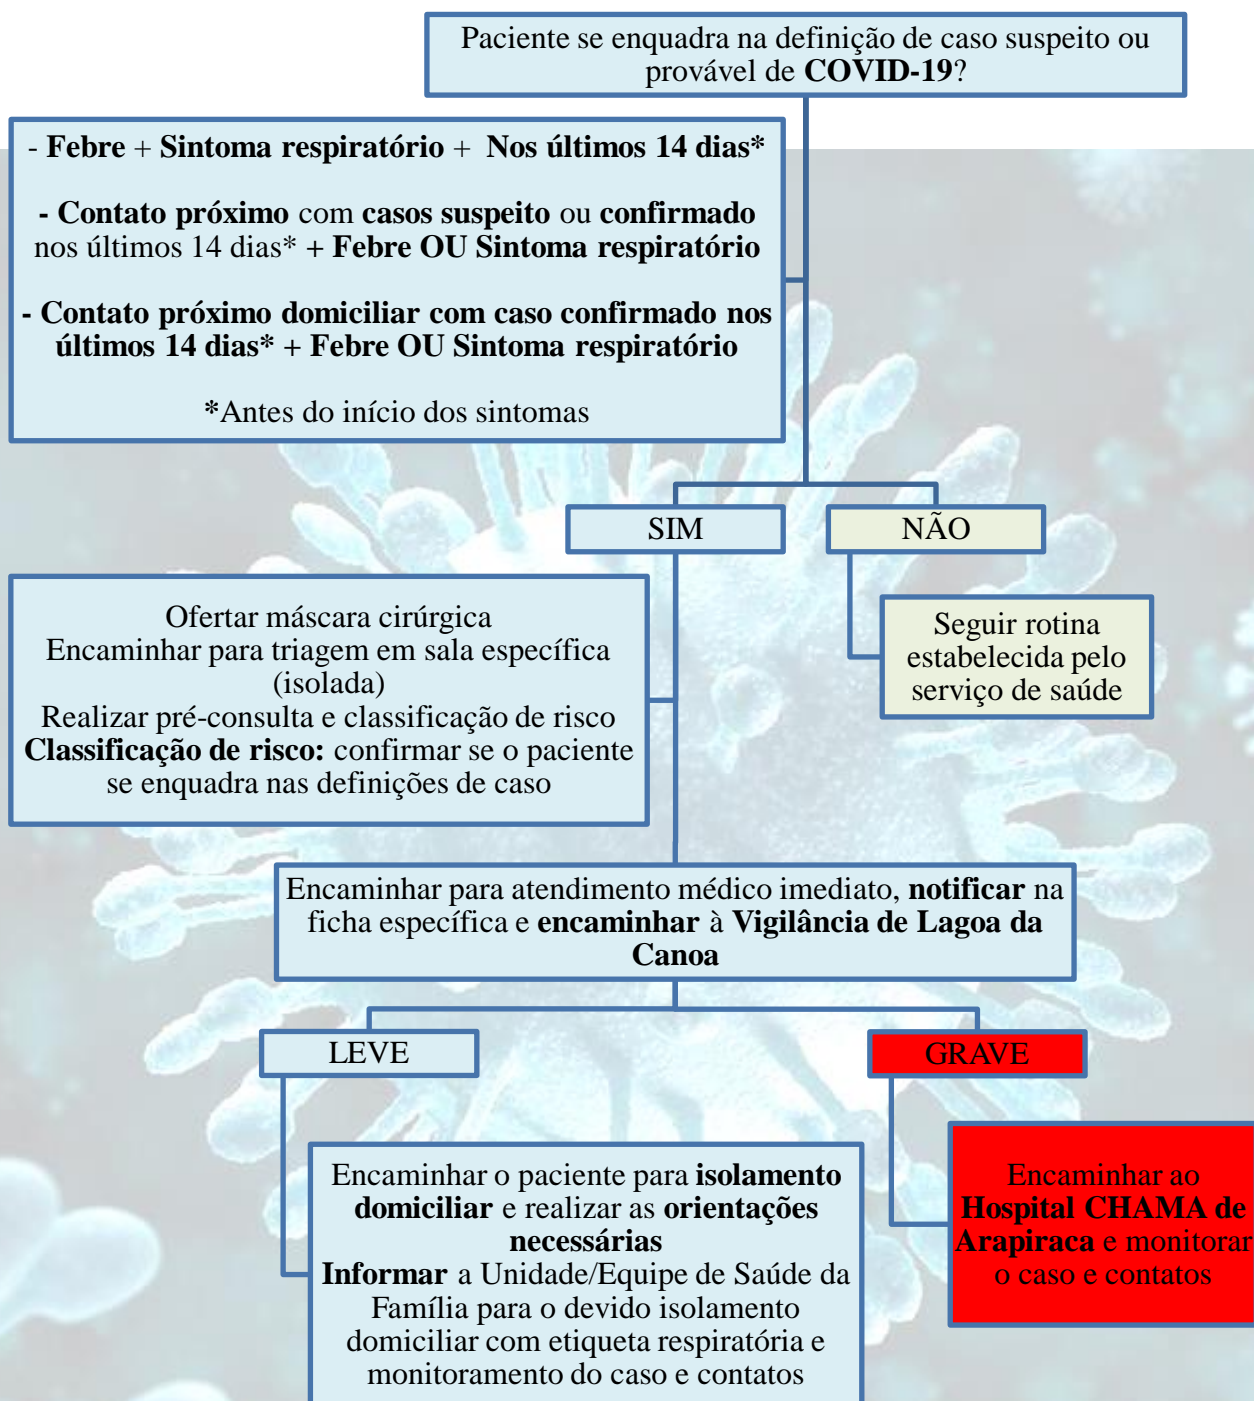 Paciente se enquadra na definição de caso suspeito ou
provável de COVID-19?
- Febre + Sintoma respiratório + Nos últimos 14 dias*
- Contato próximo com casos suspeito ou confirmado
nos últimos 14 dias* + Febre OU Sintoma respiratório
- Contato próximo domiciliar com caso confirmado nos
últimos 14 dias* + Febre OU Sintoma respiratório
*Antes do início dos sintomas
SIM
NÃO
Ofertar máscara cirúrgica
Encaminhar para triagem em sala específica
(isolada)
Realizar pré-consulta e classificação de risco
Classificação de risco: confirmar se o paciente
se enquadra nas definições de caso
Seguir rotina
estabelecida pelo
serviço de saúde
Encaminhar para atendimento médico imediato, notificar na
ficha específica e encaminhar à Vigilância de Lagoa da
Canoa
LEVE
GRAVE
Encaminhar o paciente para isolamento
domiciliar e realizar as orientações
necessárias
Informar a Unidade/Equipe de Saúde da
Família para o devido isolamento
domiciliar com etiqueta respiratória e
monitoramento do caso e contatos
Encaminhar ao
Hospital CHAMA de
Arapiraca e monitorar
o caso e contatos